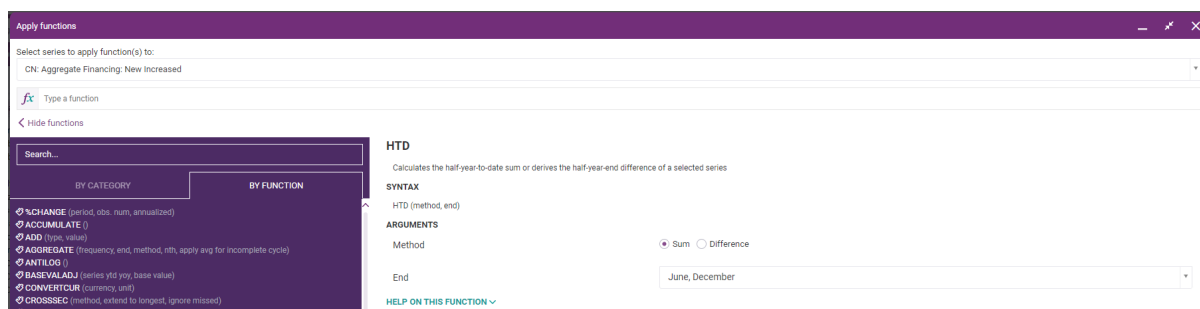 Apply functions
Select series to apply function(s) to:
CN: Aggregate Financing: New Increased
fx Type a function
Hide functions
Search...
BY CATEGORY
BY FUNCTION
%CHANGE (period, obs. num, annualized)
ACCUMULATE ()
ADD (type, value)
AGGREGATE (frequency, end, method, nth, apply avg for incomplete cycle)
ANTILOG ()
BASEVALADJ (series ytd yoy, base value)
CONVERTCUR (currency, unit)
CROSSSEC (method, extend to longest, ignore missed)
HTD
Calculates the half-year-to-date sum or derives the half-year-end difference of a selected series
SYNTAX
HTD (method, end)
ARGUMENTS
Method Sum Difference
End June, December
HELP ON THIS FUNCTION